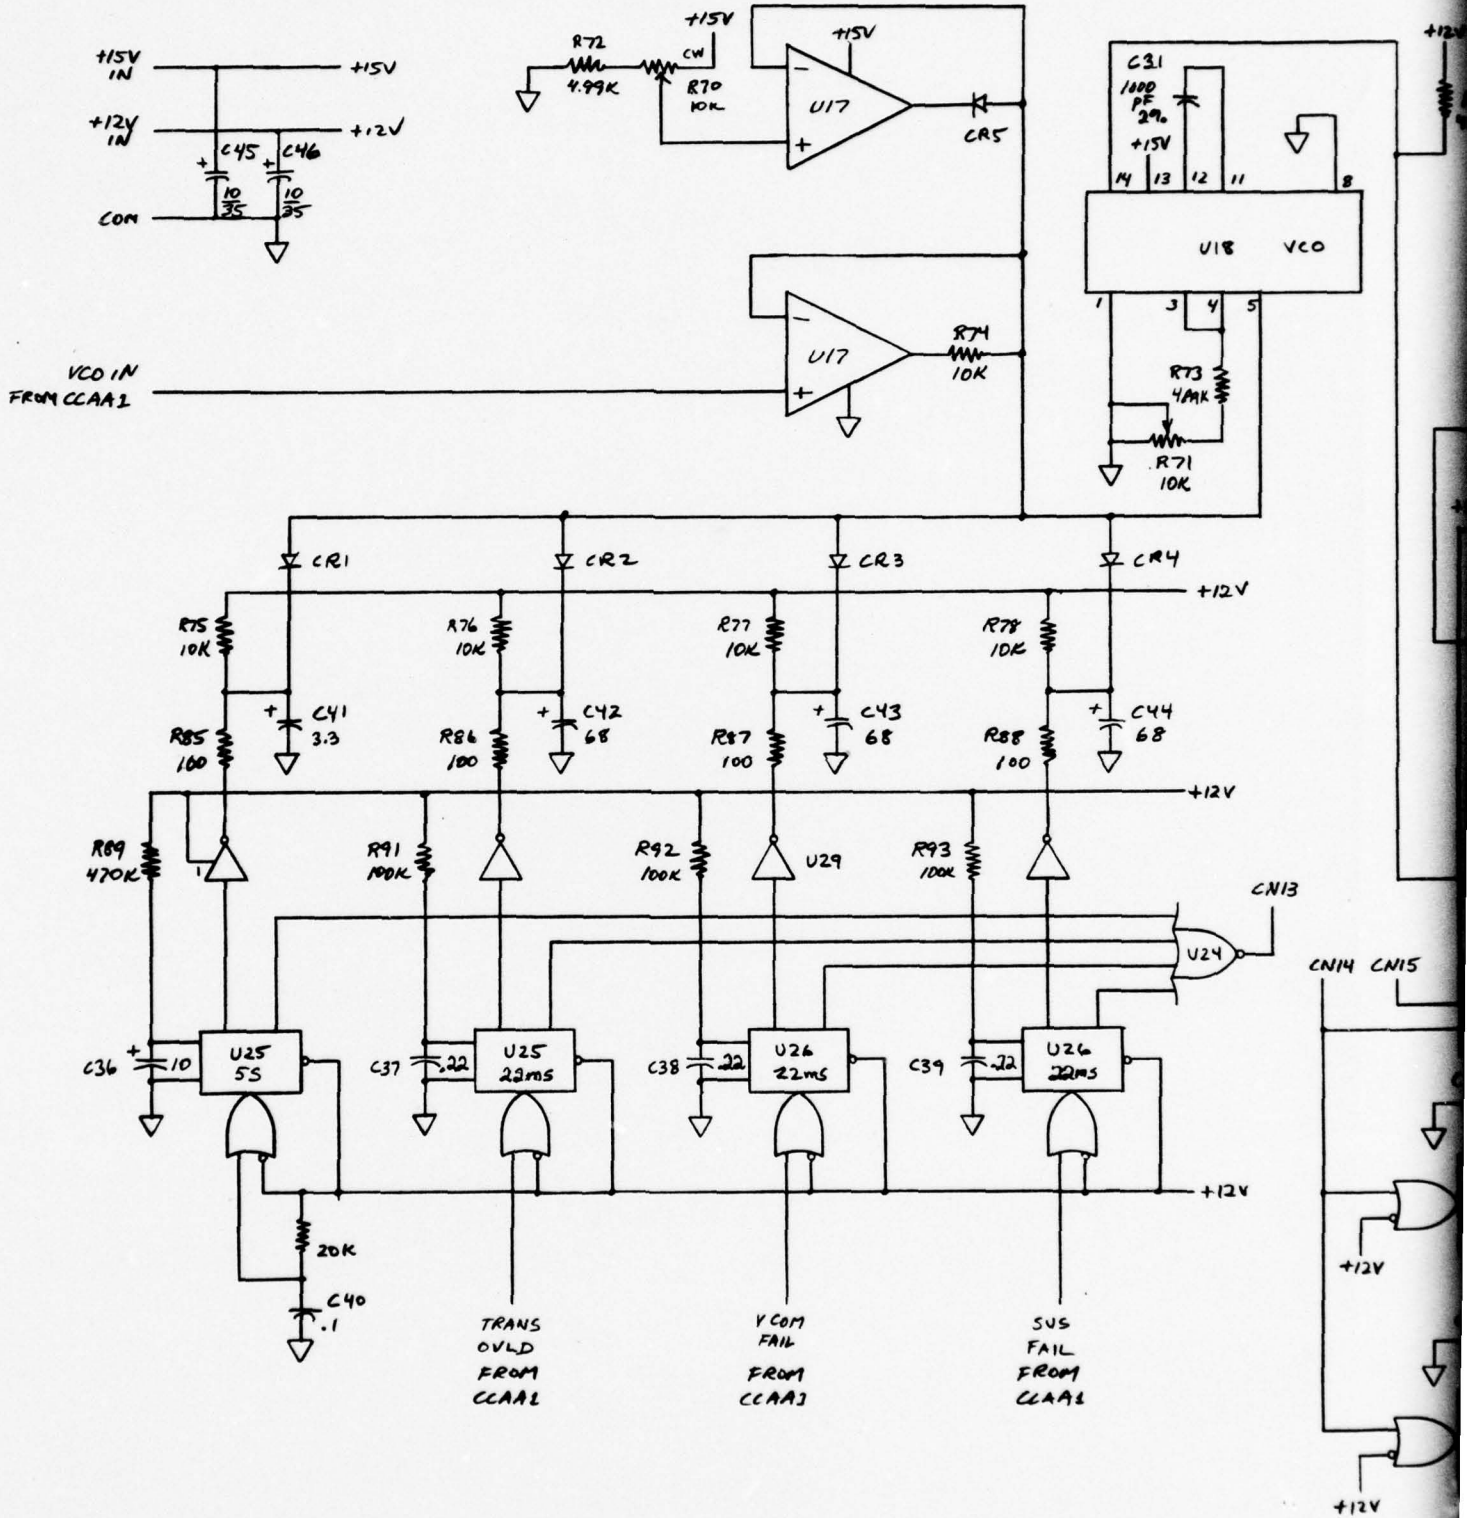 +15V
IN
+15V
+12V
IN
+12V
+ C45
10
35
+ C46
10
35
COM
R72
4.99K
CW
+15V
R70
10K
+15V
-
U17
+
CR5
-
U17
+
R74
10K
VCO IN
FROM CCAA1
C31
1000
PF
2%
+15V
14
13
12
11
8
U18 VCO
1
3
4
5
R73
R71
10K
+12V
CR1
CR2
CR3
CR4
+12V
R75
10K
R76
10K
R77
10K
R78
10K
+ C41
3.3
+ C42
68
+ C43
68
+ C44
68
R85
100
R86
100
R87
100
R88
100
+12V
R89
470K
1
R91
100K
R92
100K
U29
R93
100K
CN13
U24
CN14 CN15
C36
+
10
U25
5S
C37
.22
U25
22ms
C38
.22
U26
22ms
C39
.22
U26
22ms
+12V
20K
C40
.1
TRANS
OVLD
FROM
CCAA1
V COM
FAIL
FROM
CCAA1
SUS
FAIL
FROM
CCAA1
+12V
+12V